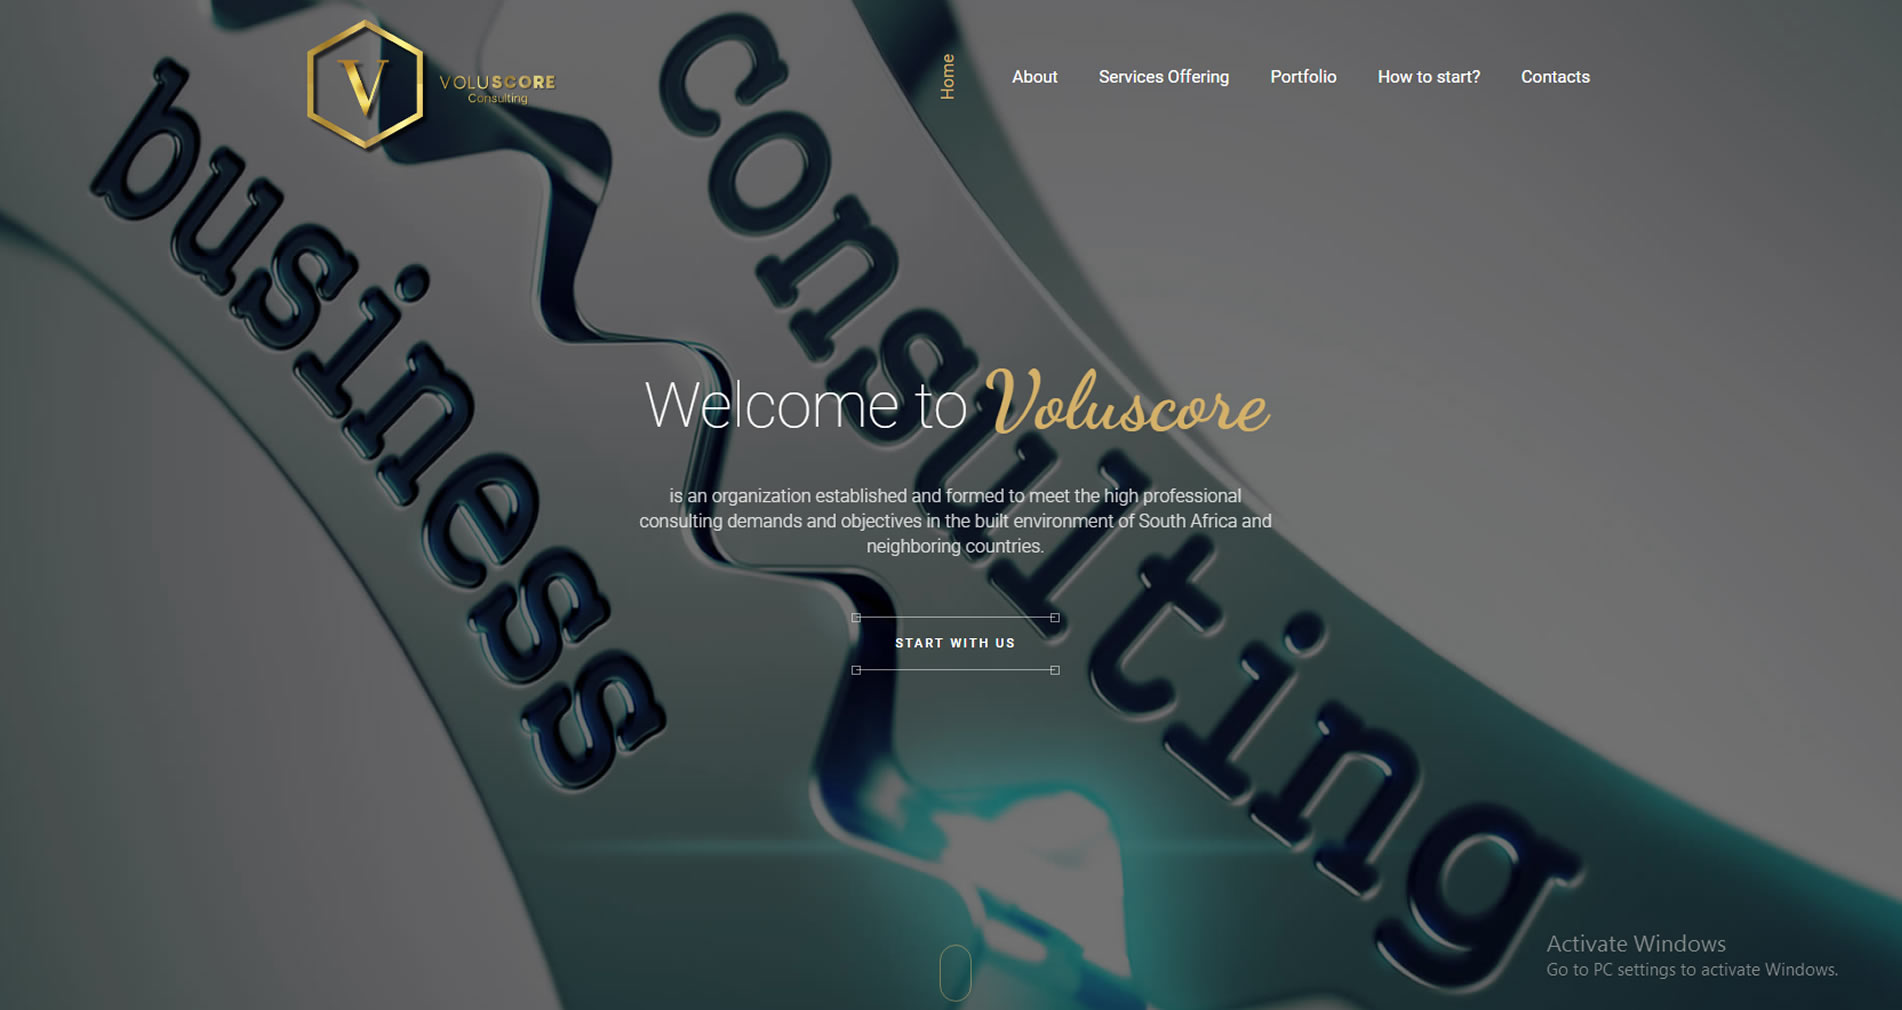 V
VOLUSCORE
Consulting
Home
About
Services Offering
Portfolio
How to start?
Contacts
business
consulting
Welcome to Voluscore
is an organization established and formed to meet the high professional
consulting demands and objectives in the built environment of South Africa and
neighboring countries.
START WITH US
Activate Windows
Go to PC settings to activate Windows.